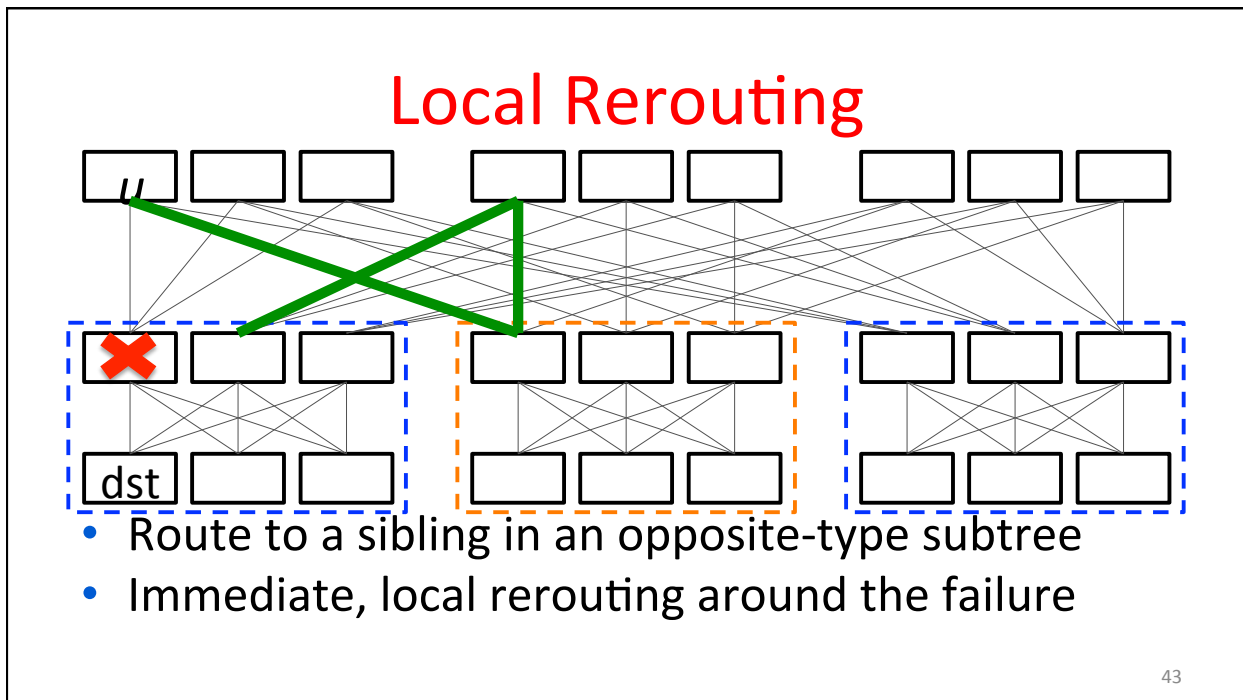 Local Rerouting
u
dst
• Route to a sibling in an opposite-type subtree
• Immediate, local rerouting around the failure
43